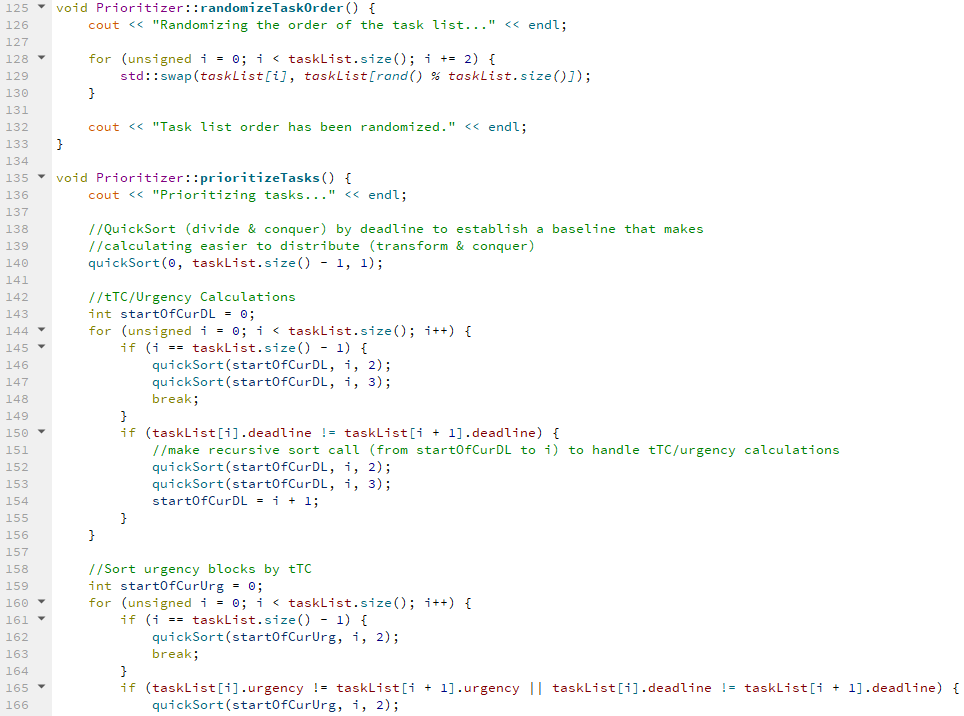 125 void Prioritizer::randomizeTaskOrder() {
126     cout << "Randomizing the order of the task list..." << endl;
127
128     for (unsigned i = 0; i < taskList.size(); i += 2) {
129         std::swap(taskList[i], taskList[rand() % taskList.size()]);
130     }
131
132     cout << "Task list order has been randomized." << endl;
133 }
134
135 void Prioritizer::prioritizeTasks() {
136     cout << "Prioritizing tasks..." << endl;
137
138     //QuickSort (divide & conquer) by deadline to establish a baseline that makes
139     //calculating easier to distribute (transform & conquer)
140     quickSort(0, taskList.size() - 1, 1);
141
142     //tTC/Urgency Calculations
143     int startOfCurDL = 0;
144     for (unsigned i = 0; i < taskList.size(); i++) {
145         if (i == taskList.size() - 1) {
146             quickSort(startOfCurDL, i, 2);
147             quickSort(startOfCurDL, i, 3);
148             break;
149         }
150         if (taskList[i].deadline != taskList[i + 1].deadline) {
151             //make recursive sort call (from startOfCurDL to i) to handle tTC/urgency calculations
152             quickSort(startOfCurDL, i, 2);
153             quickSort(startOfCurDL, i, 3);
154             startOfCurDL = i + 1;
155         }
156     }
157
158     //Sort urgency blocks by tTC
159     int startOfCurUrg = 0;
160     for (unsigned i = 0; i < taskList.size(); i++) {
161         if (i == taskList.size() - 1) {
162             quickSort(startOfCurUrg, i, 2);
163             break;
164         }
165         if (taskList[i].urgency != taskList[i + 1].urgency || taskList[i].deadline != taskList[i + 1].deadline) {
166             quickSort(startOfCurUrg, i, 2);